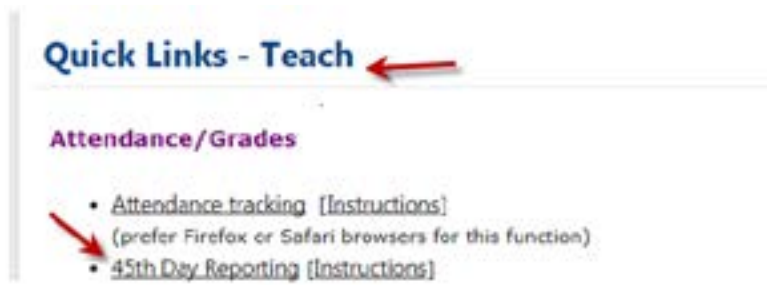 Quick Links - Teach
Attendance/Grades
• Attendance tracking [Instructions]
(prefer Firefox or Safari browsers for this function)
• 45th Day Reporting [Instructions]